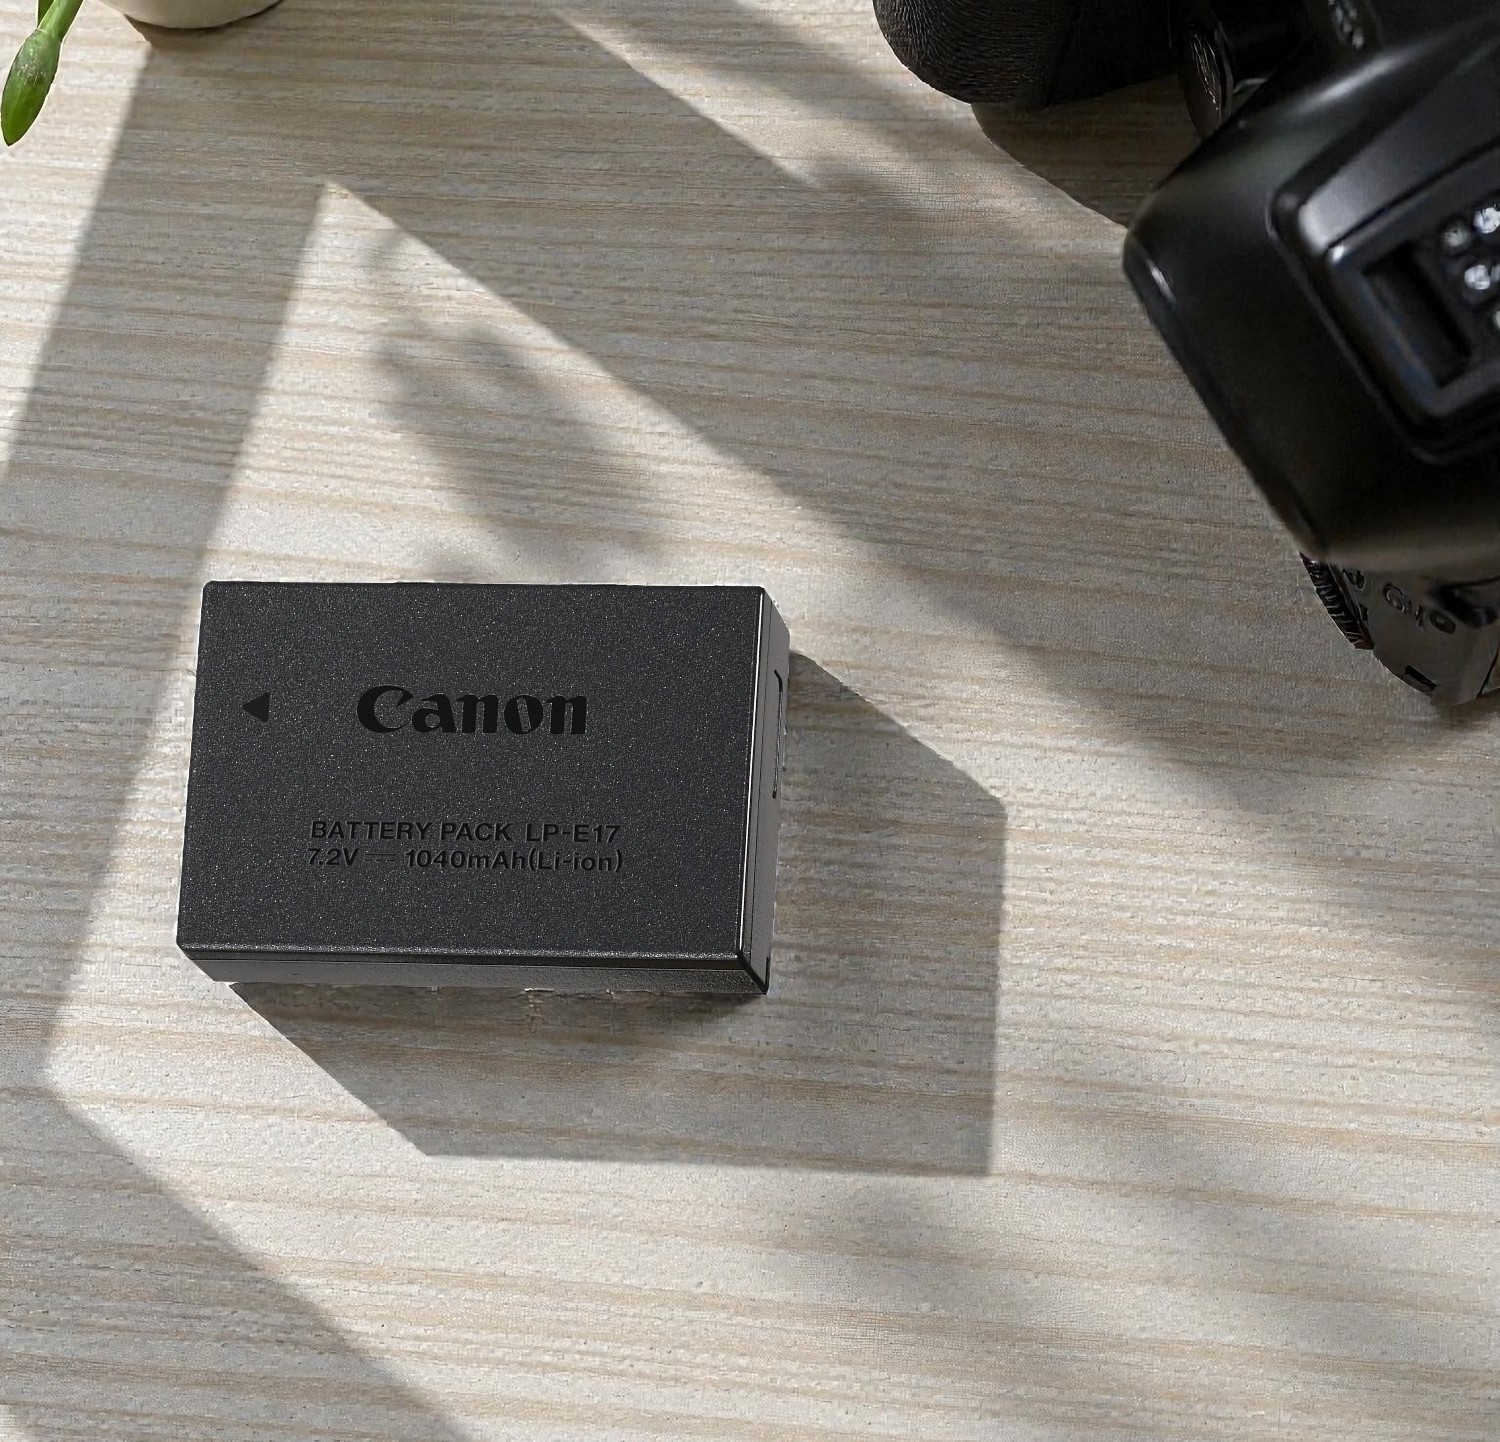 Canon
BATTERY PACK LP-E17
7.2V ⎓ 1040mAh(Li-ion)